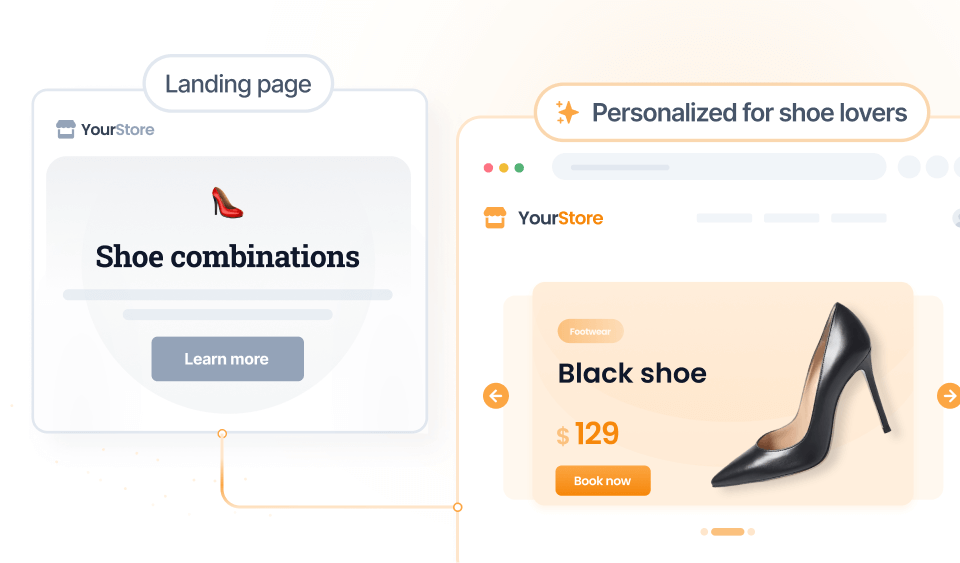 Landing page
YourStore
Shoe combinations
Learn more
Personalized for shoe lovers
YourStore
Footwear
Black shoe
$ 129
Book now